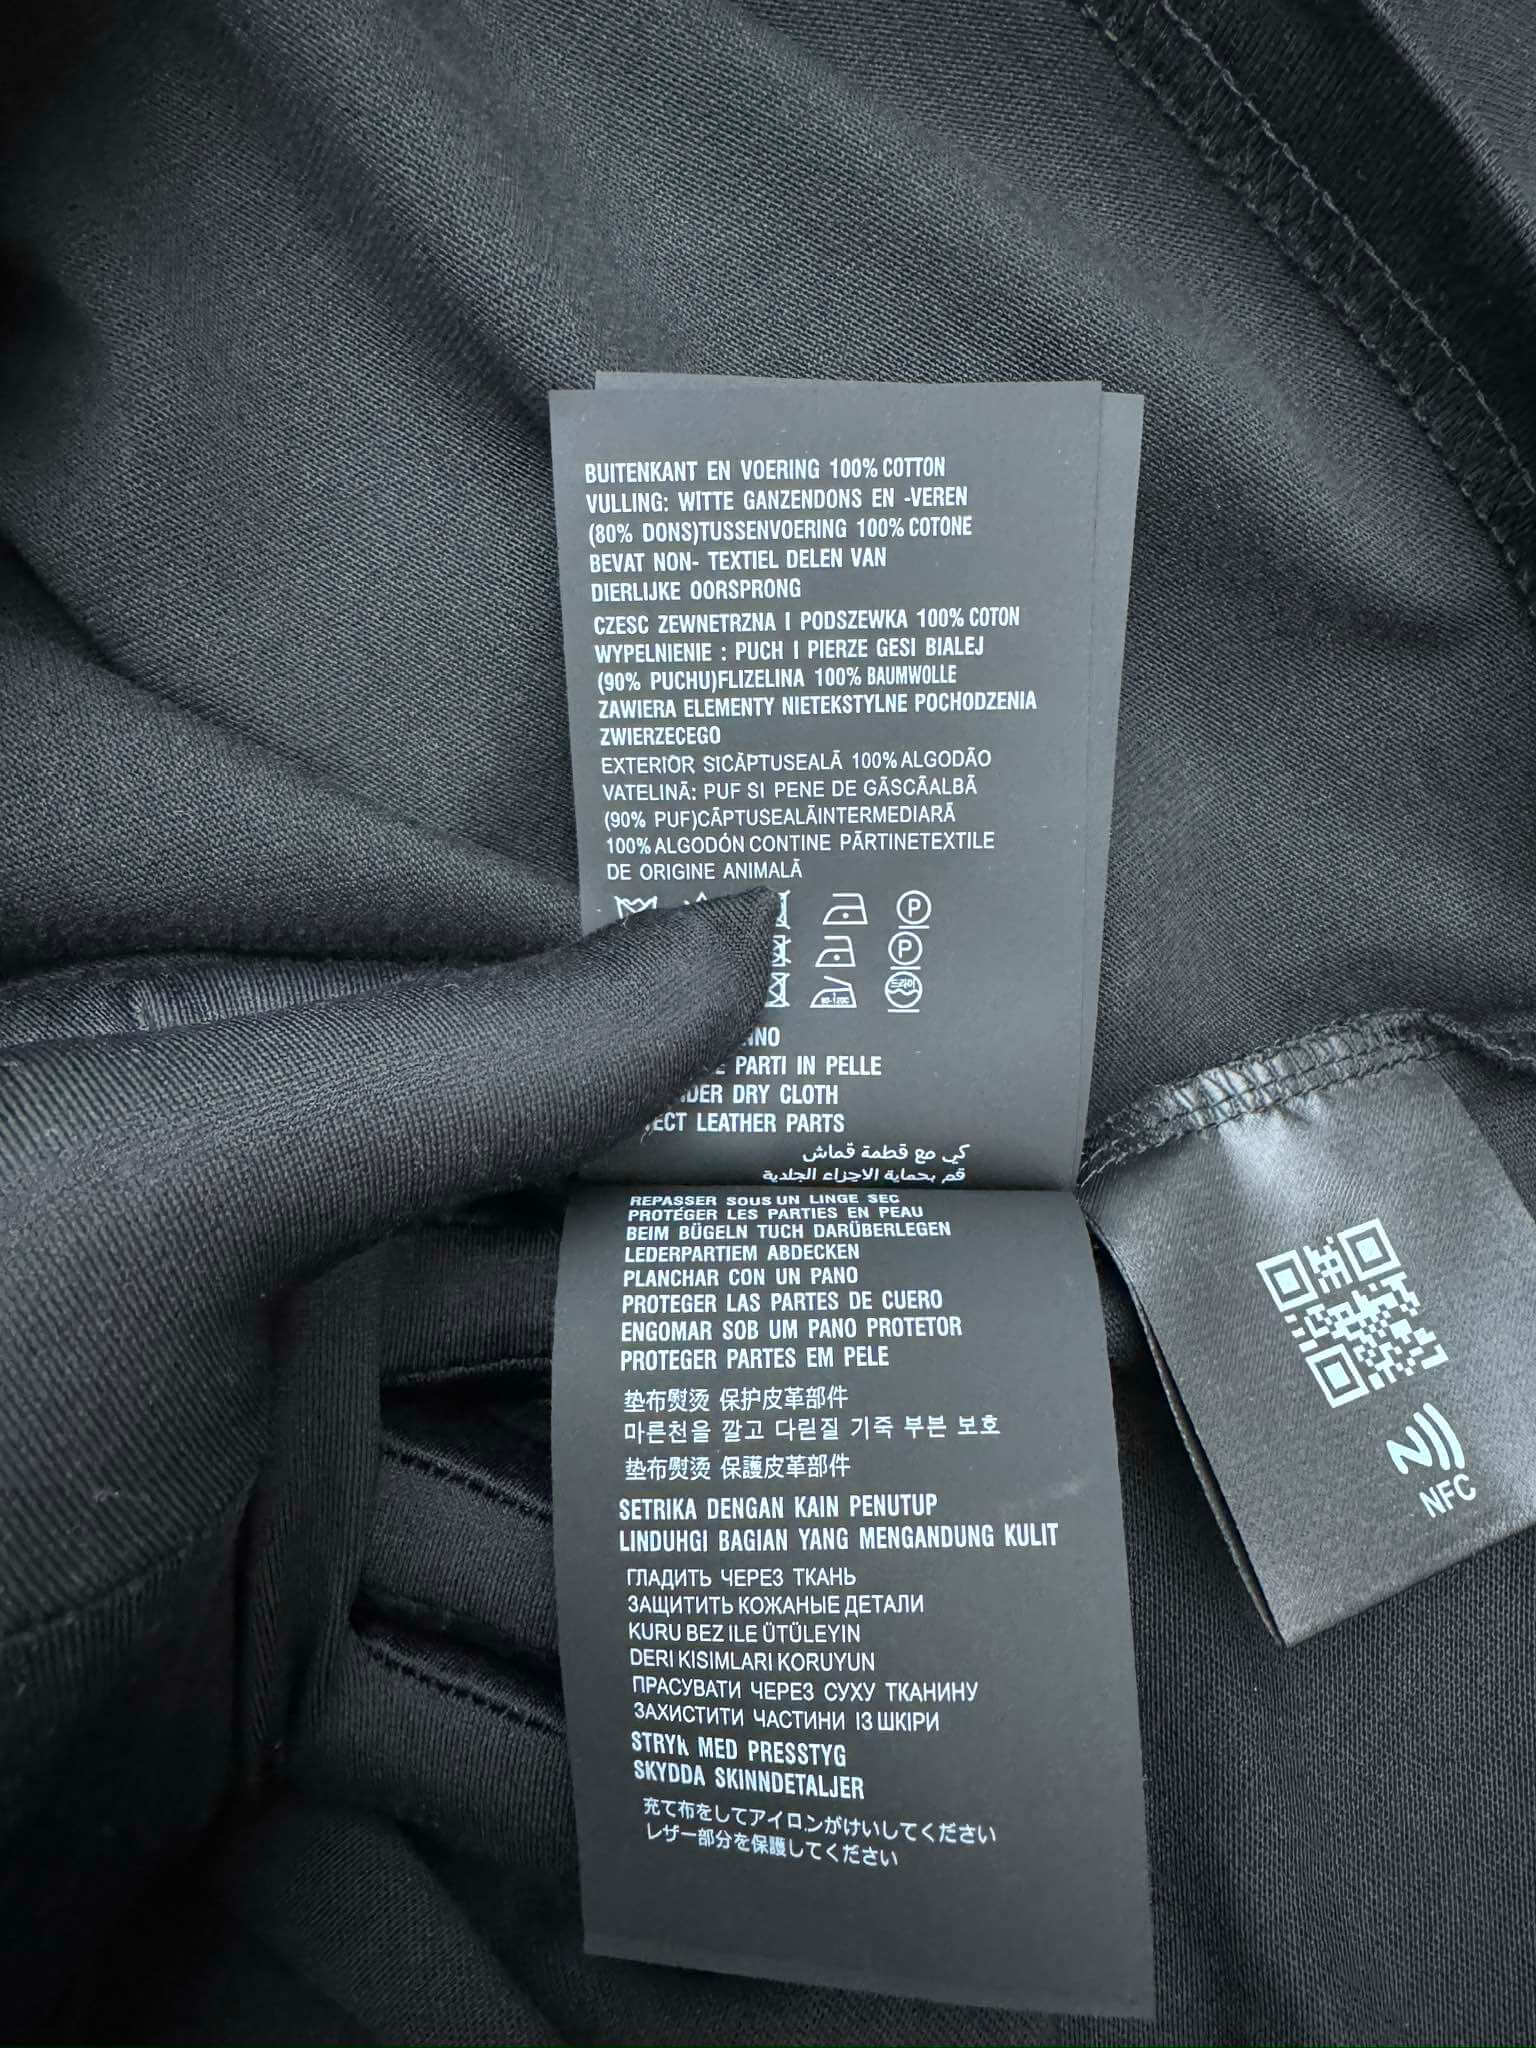 BUITENKANT EN VOERING 100% COTTON
VULLING: WITTE GANZENDONS EN -VEREN
(80% DONS)TUSSENVOERING 100% COTONE
BEVAT NON- TEXTIEL DELEN VAN
DIERLIJKE OORSPRONG
CZESC ZEWNETRZNA I PODSZEWKA 100% COTON
WYPELNIENIE : PUCH I PIERZE GESI BIALEJ
(90% PUCHU)FLIZELINA 100% BAUMWOLLE
ZAWIERA ELEMENTY NIETEKSTYLNE POCHODZENIA
ZWIERZECEGO
EXTERIOR SICĂPTUSEALĂ 100% ALGODÃO
VATELINĂ: PUF SI PENE DE GĂSCĂALBĂ
(90% PUF)CĂPTUSEALĂINTERMEDIARĂ
100% ALGODÓN CONTINE PĂRTINETEXTILE
DE ORIGINE ANIMALĂ
P
P
드라이
80-120C
PARTI IN PELLE
DRY CLOTH
LEATHER PARTS
كي مع قطمة قماش
قم بحماية الاجزاء الجلدية
REPASSER SOUS UN LINGE SEC
PROTÉGER LES PARTIES EN PEAU
BEIM BÜGELN TUCH DARÜBERLEGEN
LEDERPARTIEM ABDECKEN
PLANCHAR CON UN PANO
PROTEGER LAS PARTES DE CUERO
ENGOMAR SOB UM PANO PROTETOR
PROTEGER PARTES EM PELE
垫布熨烫 保护皮革部件
마른천을 깔고 다린질 기죽 부븐 보호
垫布熨烫 保護皮革部件
SETRIKA DENGAN KAIN PENUTUP
LINDUHGI BAGIAN YANG MENGANDUNG KULIT
ГЛАДИТЬ ЧЕРЕЗ ТКАНЬ
ЗАЩИТИТЬ КОЖАНЫЕ ДЕТАЛИ
KURU BEZ ILE ÜTÜLEYIN
DERI KISIMLARI KORUYUN
ПРАСУВАТИ ЧЕРЕЗ СУХУ ТКАНИНУ
ЗАХИСТИТИ ЧАСТИНИ ІЗ ШКІРИ
STRYK MED PRESSTYG
SKYDDA SKINNDETALJER
充て布をしてアイロンがけいしてください
レザー部分を保護してください
NFC